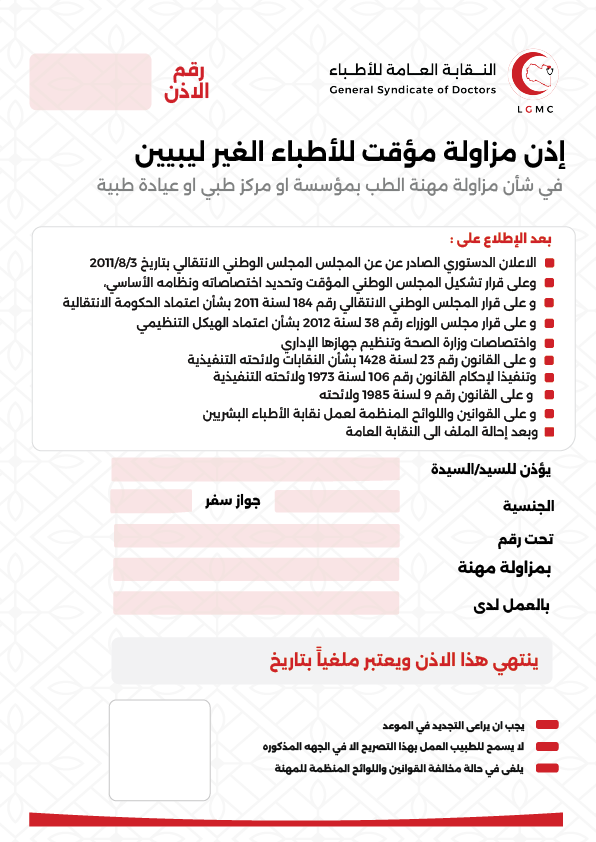 النقابة العامة للأطباء
General Syndicate of Doctors
LGMC
رقم
الاذن
إذن مزاولة مؤقت للأطباء الغير ليبيين
في شأن مزاولة مهنة الطب بمؤسسة او مركز طبي او عيادة طبية
بعد الإطلاع على :
الاعلان الدستوري الصادر عن عن المجلس المجلس الوطني الانتقالي بتاريخ 2011/8/3
وعلى قرار تشكيل المجلس الوطني المؤقت وتحديد اختصاصاته ونظامه الأساسي،
و على قرار المجلس الوطني الانتقالي رقم 184 لسنة 2011 بشأن اعتماد الحكومة الانتقالية
و على قرار مجلس الوزراء رقم 38 لسنة 2012 بشأن اعتماد الهيكل التنظيمي
واختصاصات وزارة الصحة وتنظيم جهازها الإداري
و على القانون رقم 23 لسنة 1428 بشأن النقابات ولائحته التنفيذية
وتنفيذا لإحكام القانون رقم 106 لسنة 1973 ولائحته التنفيذية
و على القانون رقم 9 لسنة 1985 ولائحته
و على القوانين واللوائح المنظمة لعمل نقابة الأطباء البشريين
وبعد إحالة الملف الى النقابة العامة
يؤذن للسيد/السيدة
الجنسية
جواز سفر
تحت رقم
بمزاولة مهنة
بالعمل لدى
ينتهي هذا الاذن ويعتبر ملغياً بتاريخ
يجب ان يراعى التجديد في الموعد
لا يسمح للطبيب العمل بهذا التصريح الا في الجهه المذكوره
يلغى في حالة مخالفة القوانين واللوائح المنظمة للمهنة